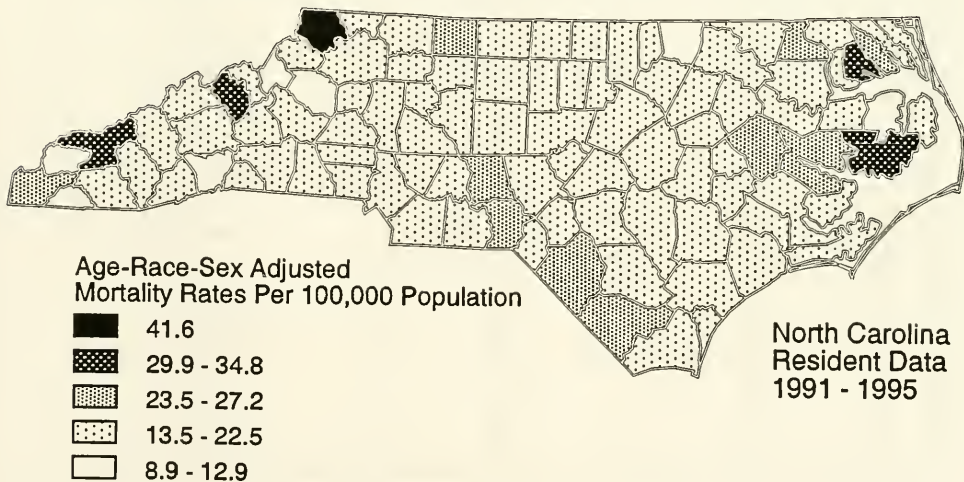 Age-Race-Sex Adjusted
Mortality Rates Per 100,000 Population
41.6
29.9 - 34.8
23.5 - 27.2
13.5 - 22.5
8.9 - 12.9
North Carolina
Resident Data
1991 - 1995